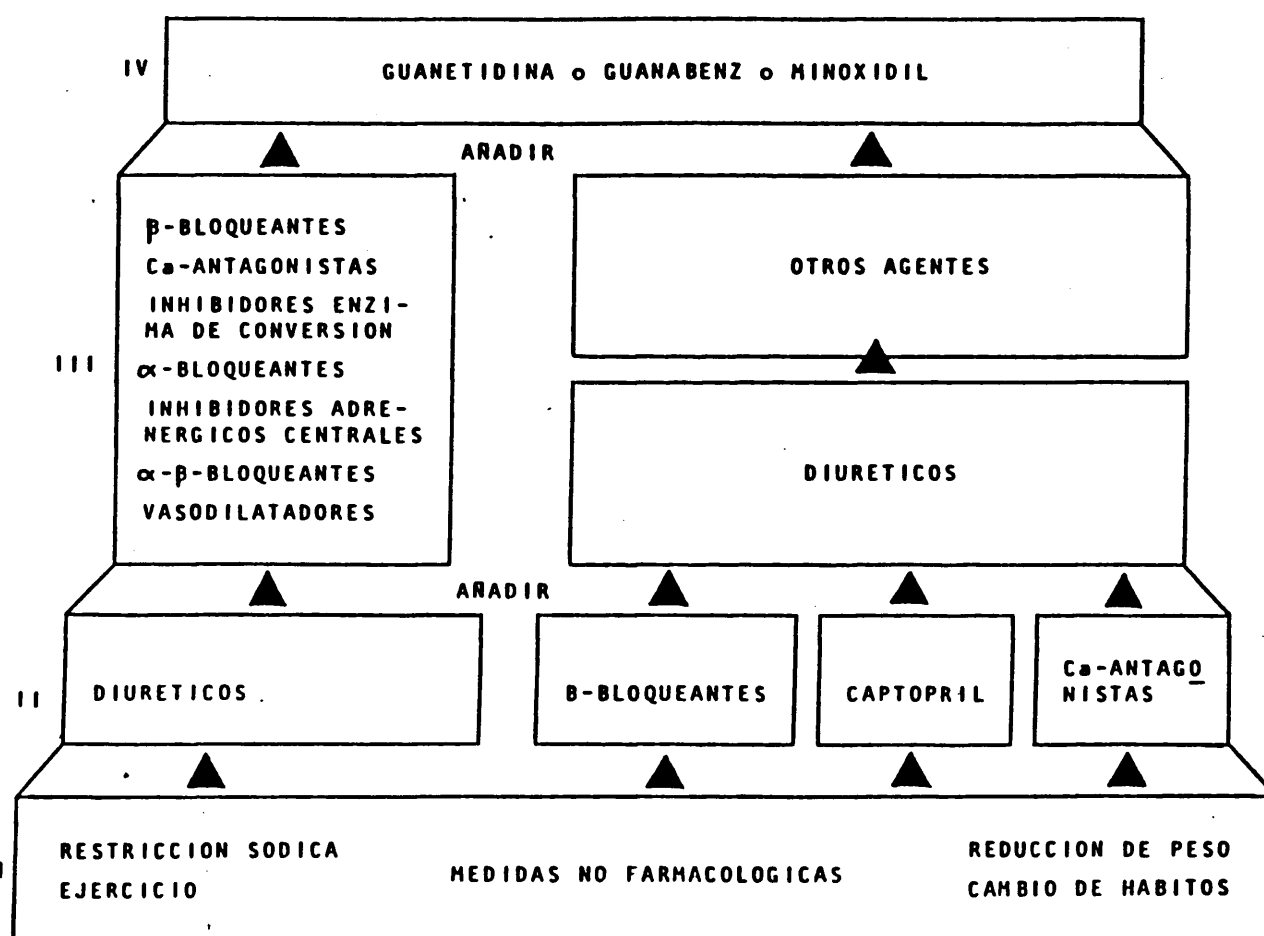 IV
GUANETIDINA o GUANABENZ o MINOXIDIL
AÑADIR
III
β-BLOQUEANTES
Ca-ANTAGONISTAS
INHIBIDORES ENZI-
MA DE CONVERSION
α-BLOQUEANTES
INHIBIDORES ADRE-
NERGICOS CENTRALES
α-β-BLOQUEANTES
VASODILATADORES
OTROS AGENTES
DIURETICOS
AÑADIR
II
DIURETICOS
B-BLOQUEANTES
CAPTOPRIL
Ca-ANTAGO
NISTAS
I
RESTRICCION SODICA
EJERCICIO
MEDIDAS NO FARMACOLOGICAS
REDUCCION DE PESO
CAMBIO DE HABITOS